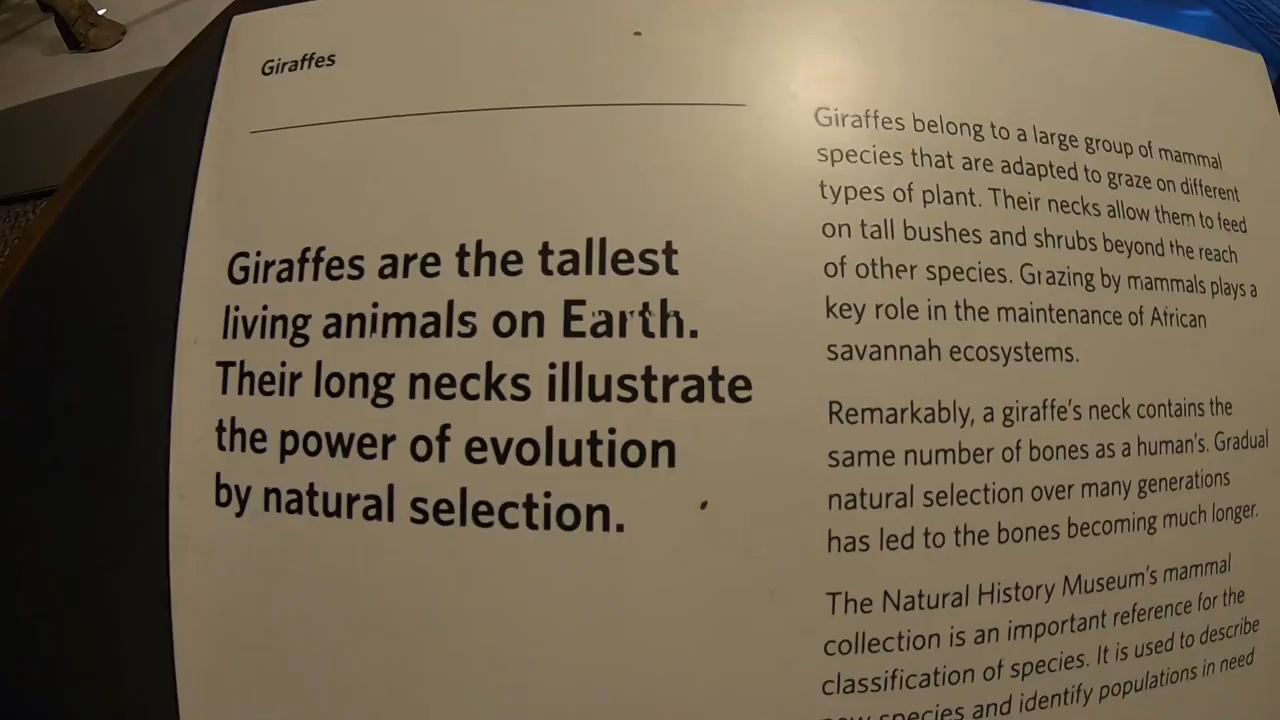 Giraffes
Giraffes are the tallest
living animals on Earth.
Their long necks illustrate
the power of evolution
by natural selection.
Giraffes belong to a large group of mammal
species that are adapted to graze on different
types of plant. Their necks allow them to feed
on tall bushes and shrubs beyond the reach
of other species. Grazing by mammals plays a
key role in the maintenance of African
savannah ecosystems.
Remarkably, a giraffe's neck contains the
same number of bones as a human's. Gradual
natural selection over many generations
has led to the bones becoming much longer.
The Natural History Museum's mammal
collection is an important reference for the
classification of species. It is used to describe
species and identify populations in need